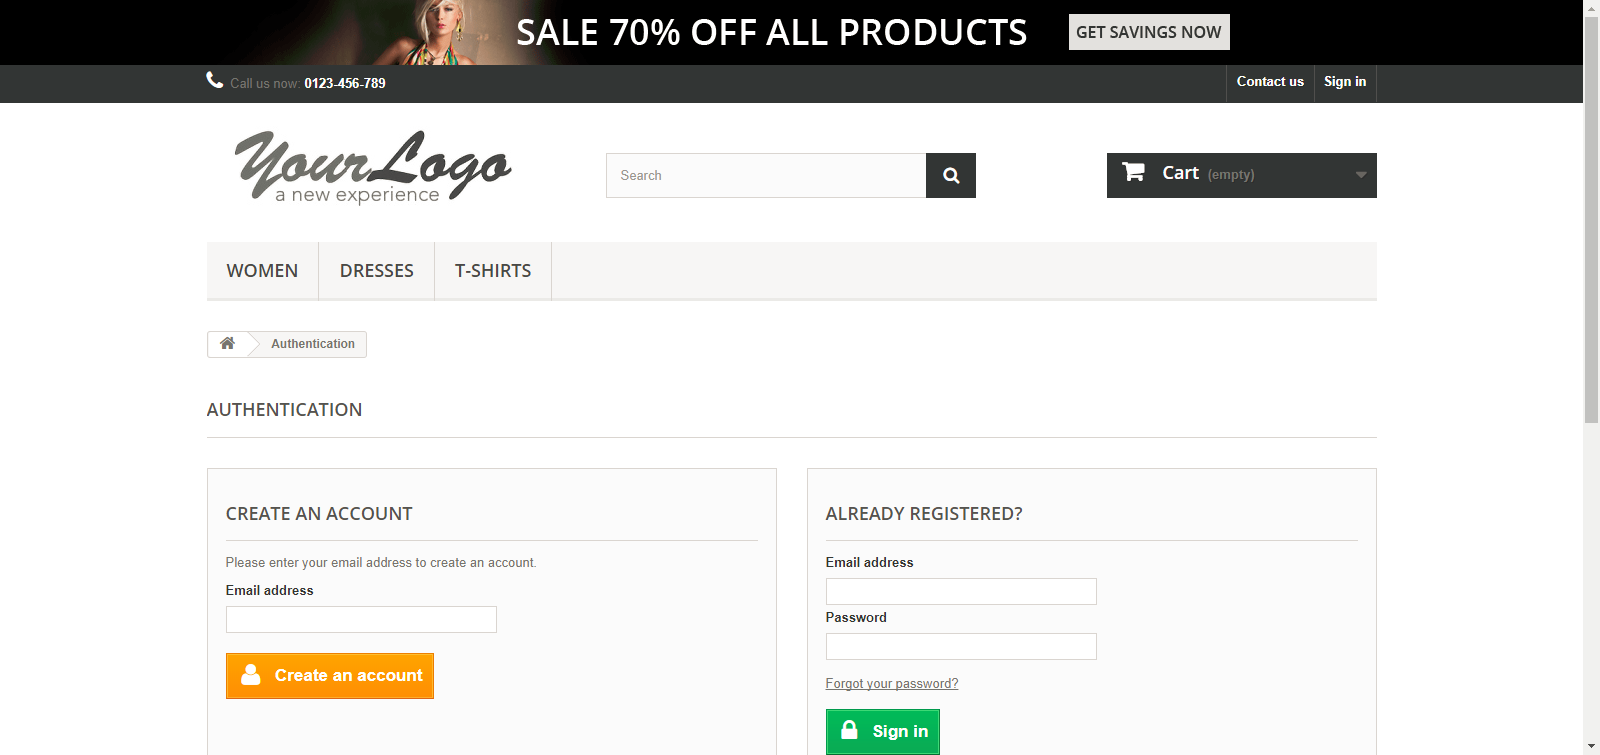 SALE 70% OFF ALL PRODUCTS
GET SAVINGS NOW
Call us now: 0123-456-789
Contact us
Sign in
YourLogo
a new experience
Search
Cart (empty)
WOMEN
DRESSES
T-SHIRTS
Authentication
AUTHENTICATION
CREATE AN ACCOUNT
Please enter your email address to create an account.
Email address
Create an account
ALREADY REGISTERED?
Email address
Password
Forgot your password?
Sign in